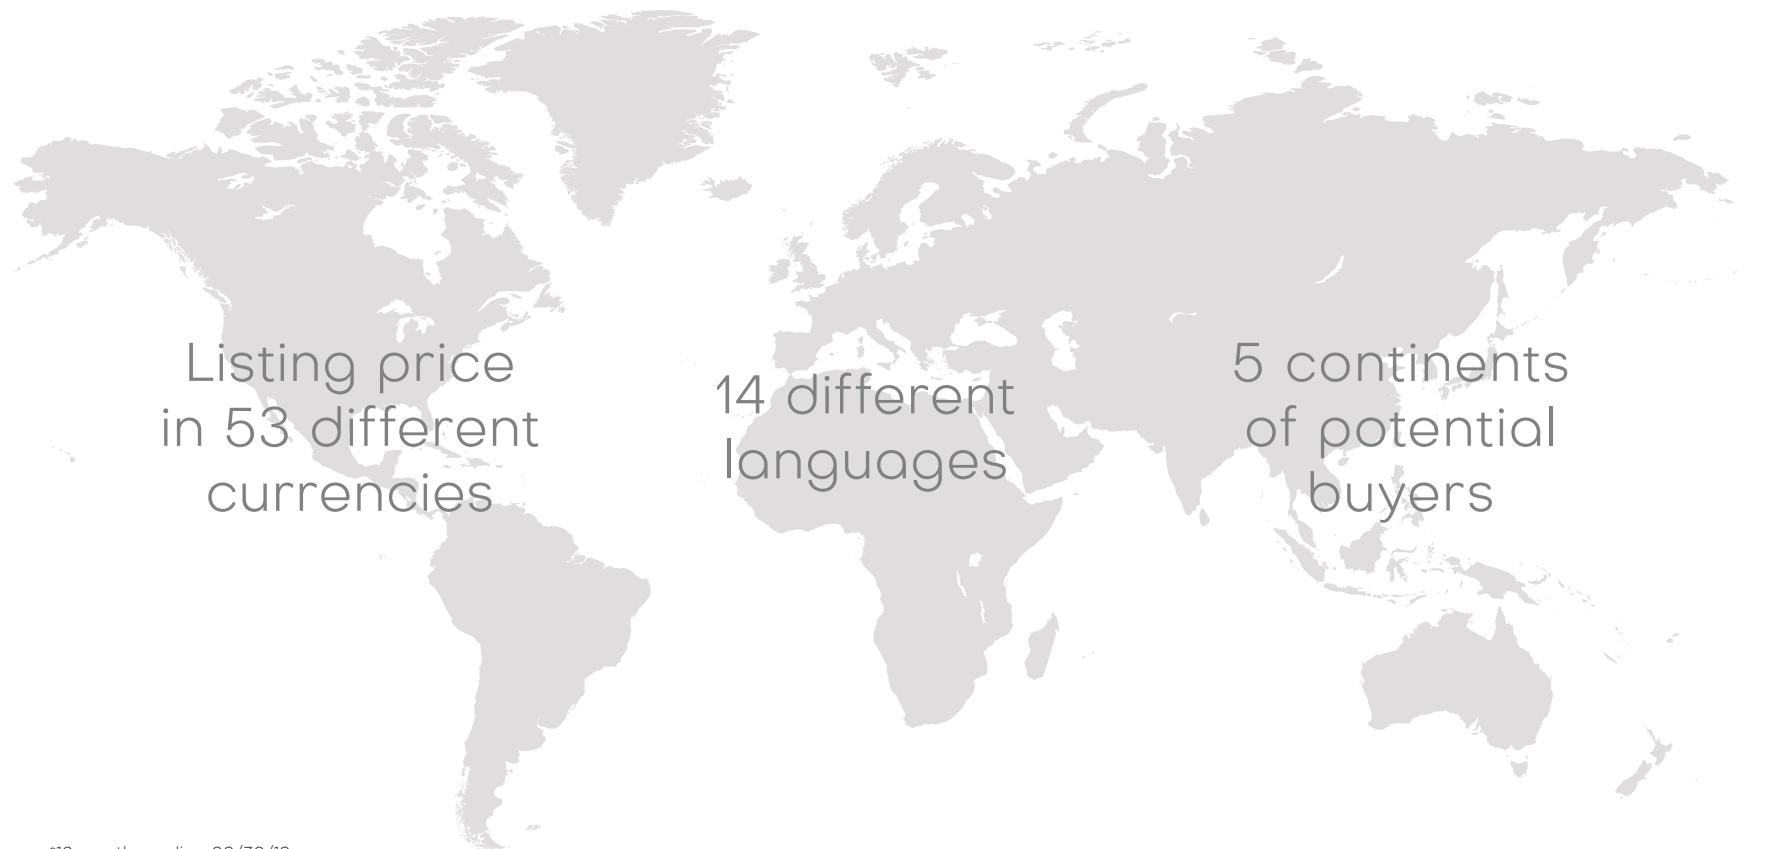 Listing price
in 53 different
currencies
14 different
languages
5 continents
of potential
buyers